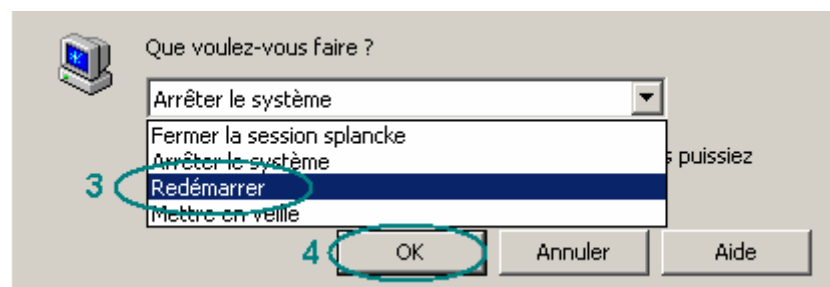 Que voulez-vous faire ?
Arrêter le système
Fermer la session splancke
Arrêter le système
s puissiez
3 Redémarrer
Mettre en veille
4 OK Annuler Aide